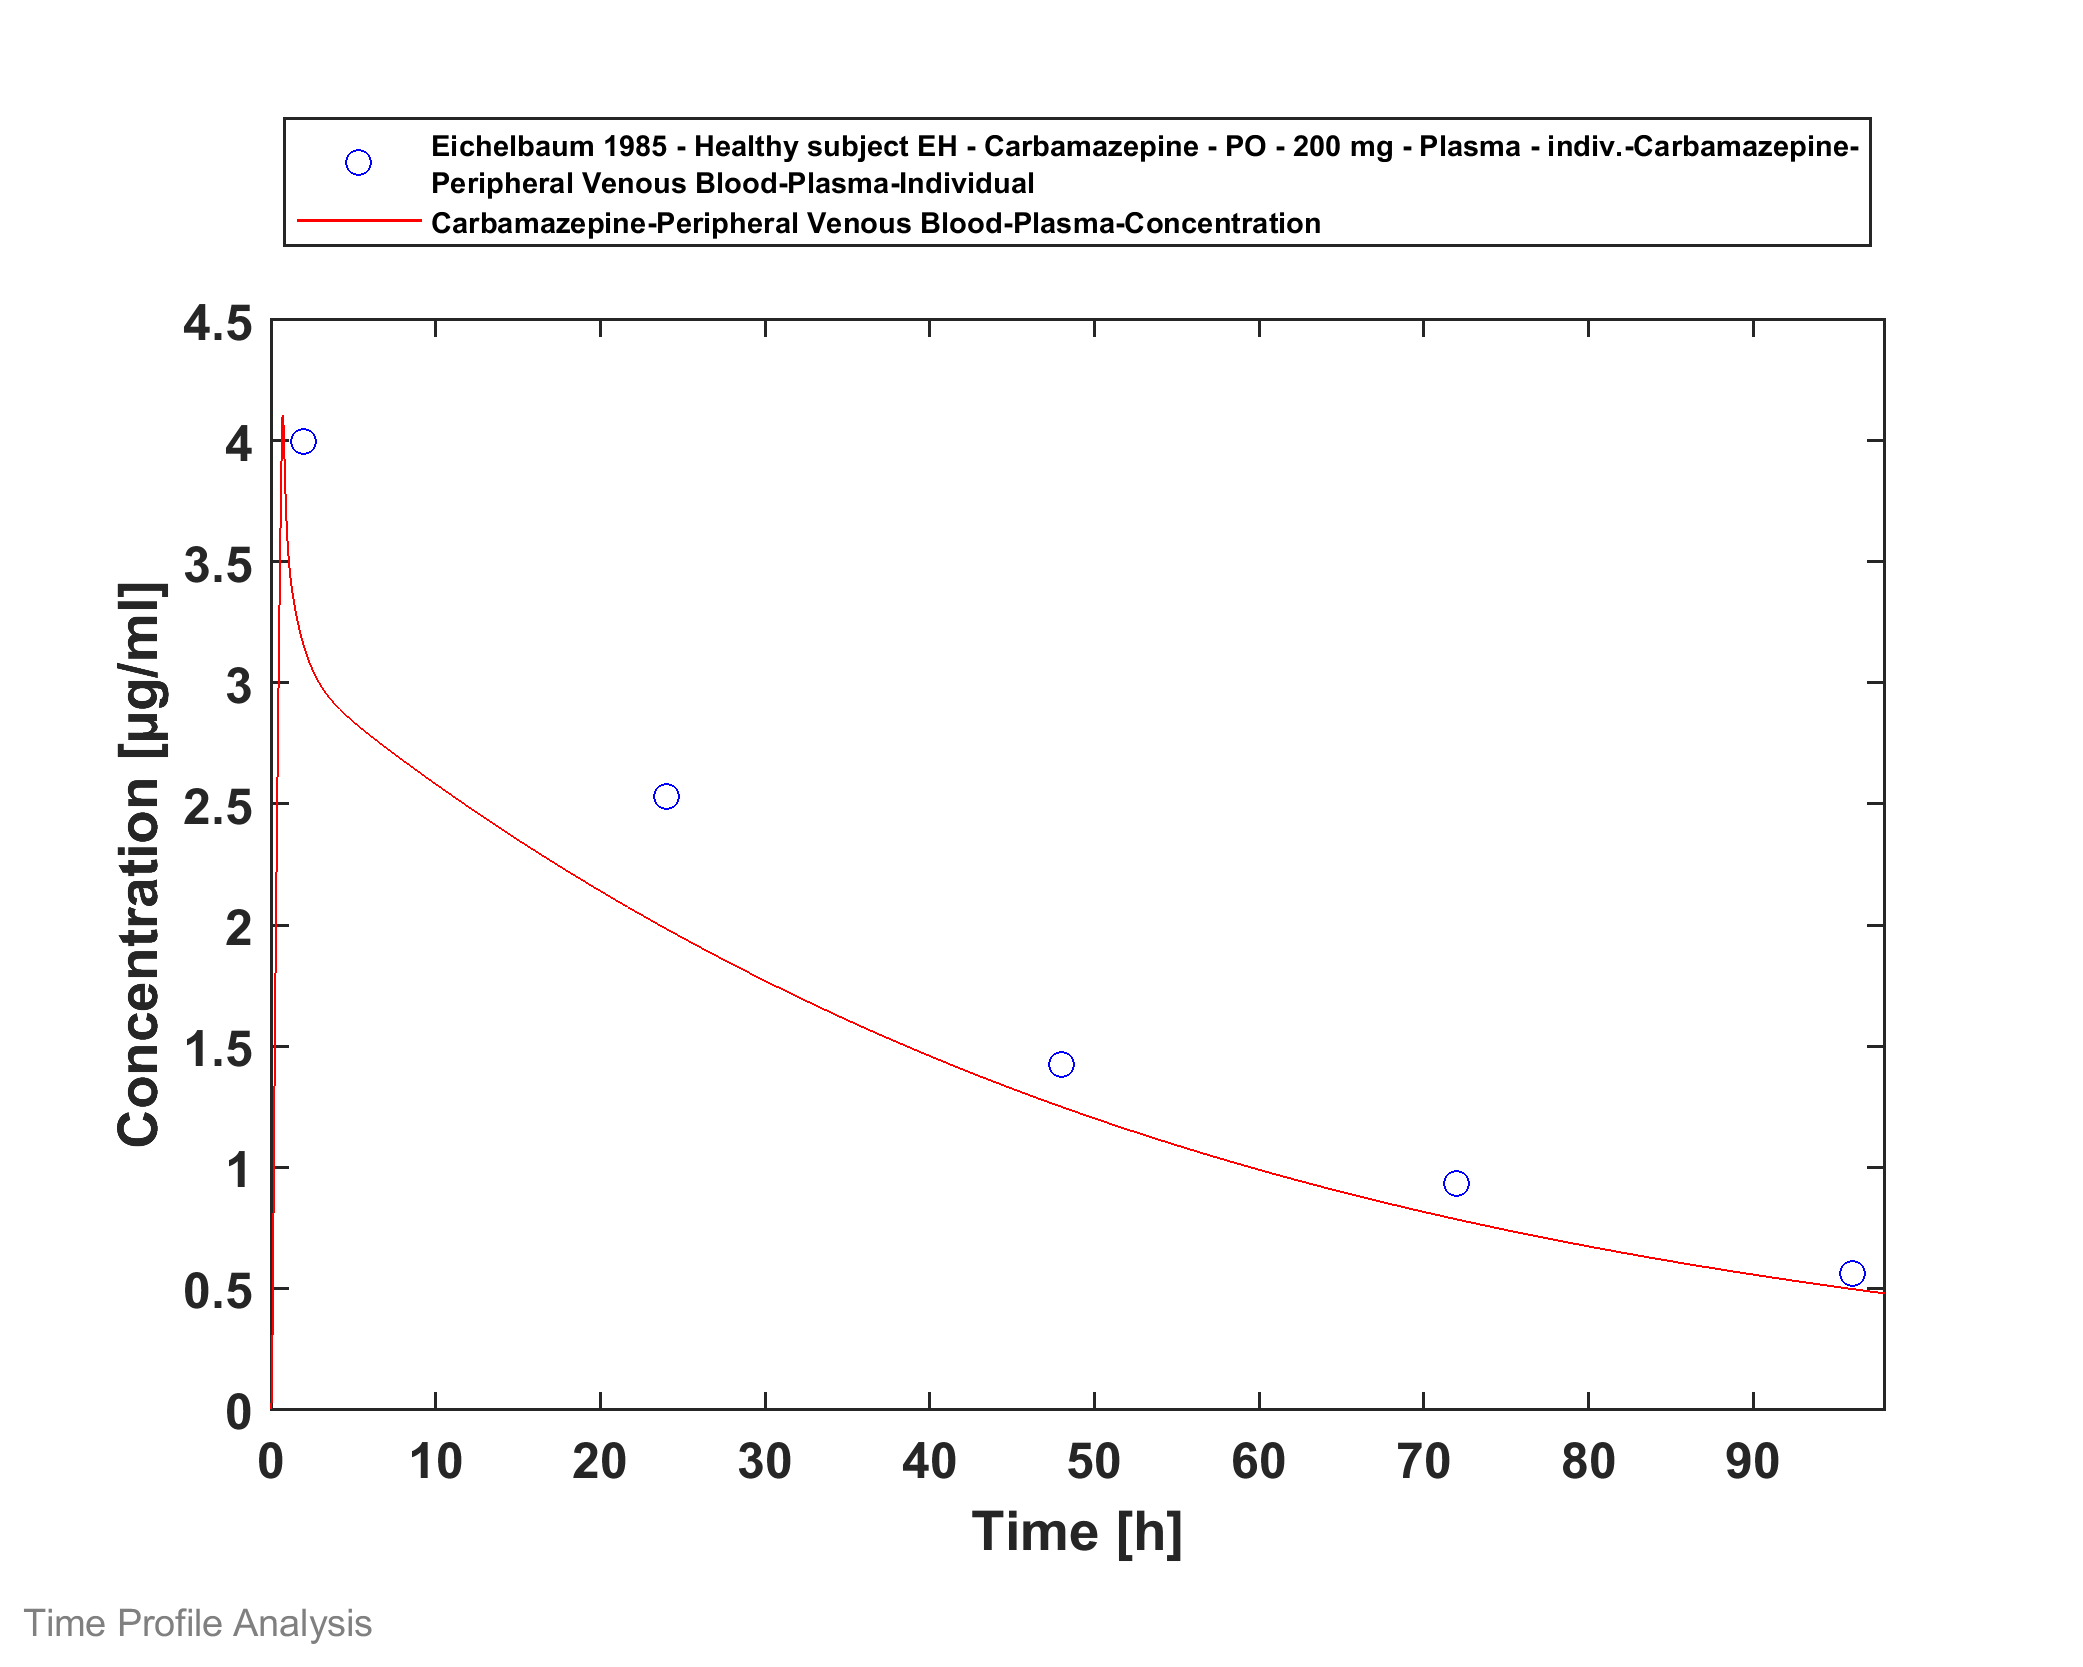 Eichelbaum 1985 - Healthy subject EH - Carbamazepine - PO - 200 mg - Plasma - indiv.-Carbamazepine-
Peripheral Venous Blood-Plasma-Individual
Carbamazepine-Peripheral Venous Blood-Plasma-Concentration
4.5
4
3.5
3
2.5
2
1.5
1
0.5
0
Concentration [µg/ml]
0 10 20 30 40 50 60 70 80 90
Time [h]
Time Profile Analysis